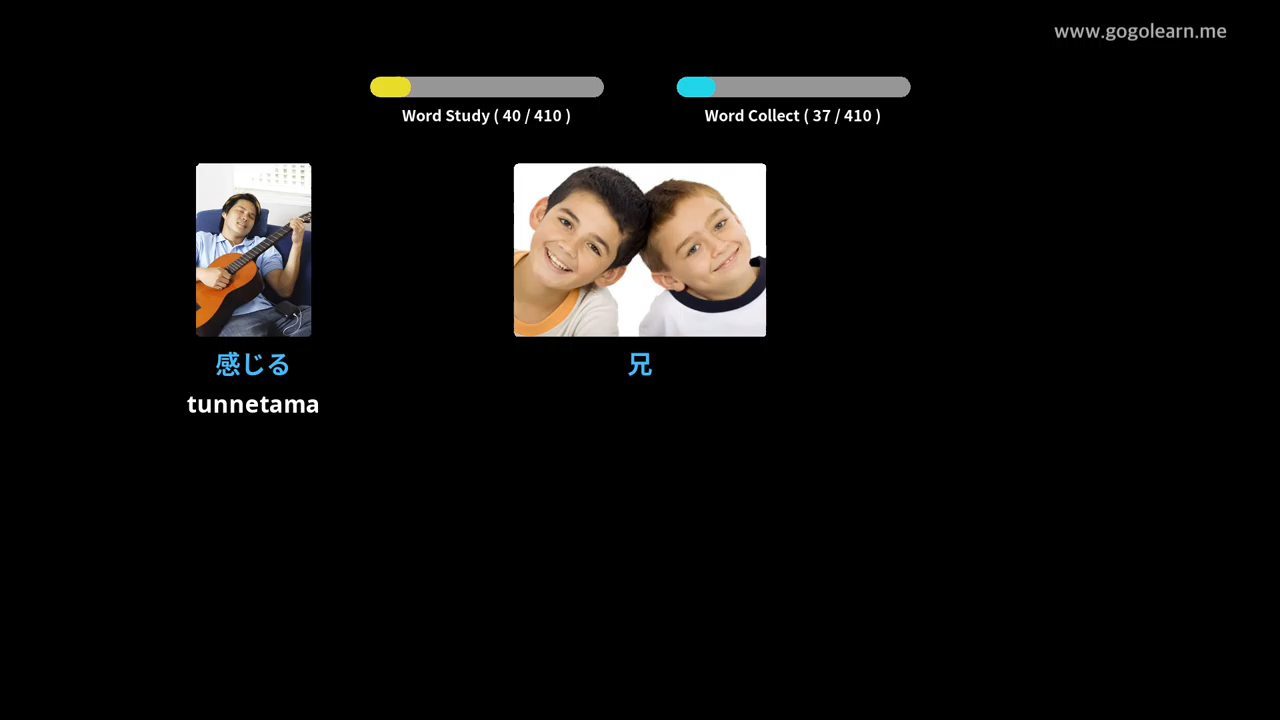 www.gogolearn.me
Word Study ( 40 / 410 )
Word Collect ( 37 / 410 )
感じる
兄
tunnetama